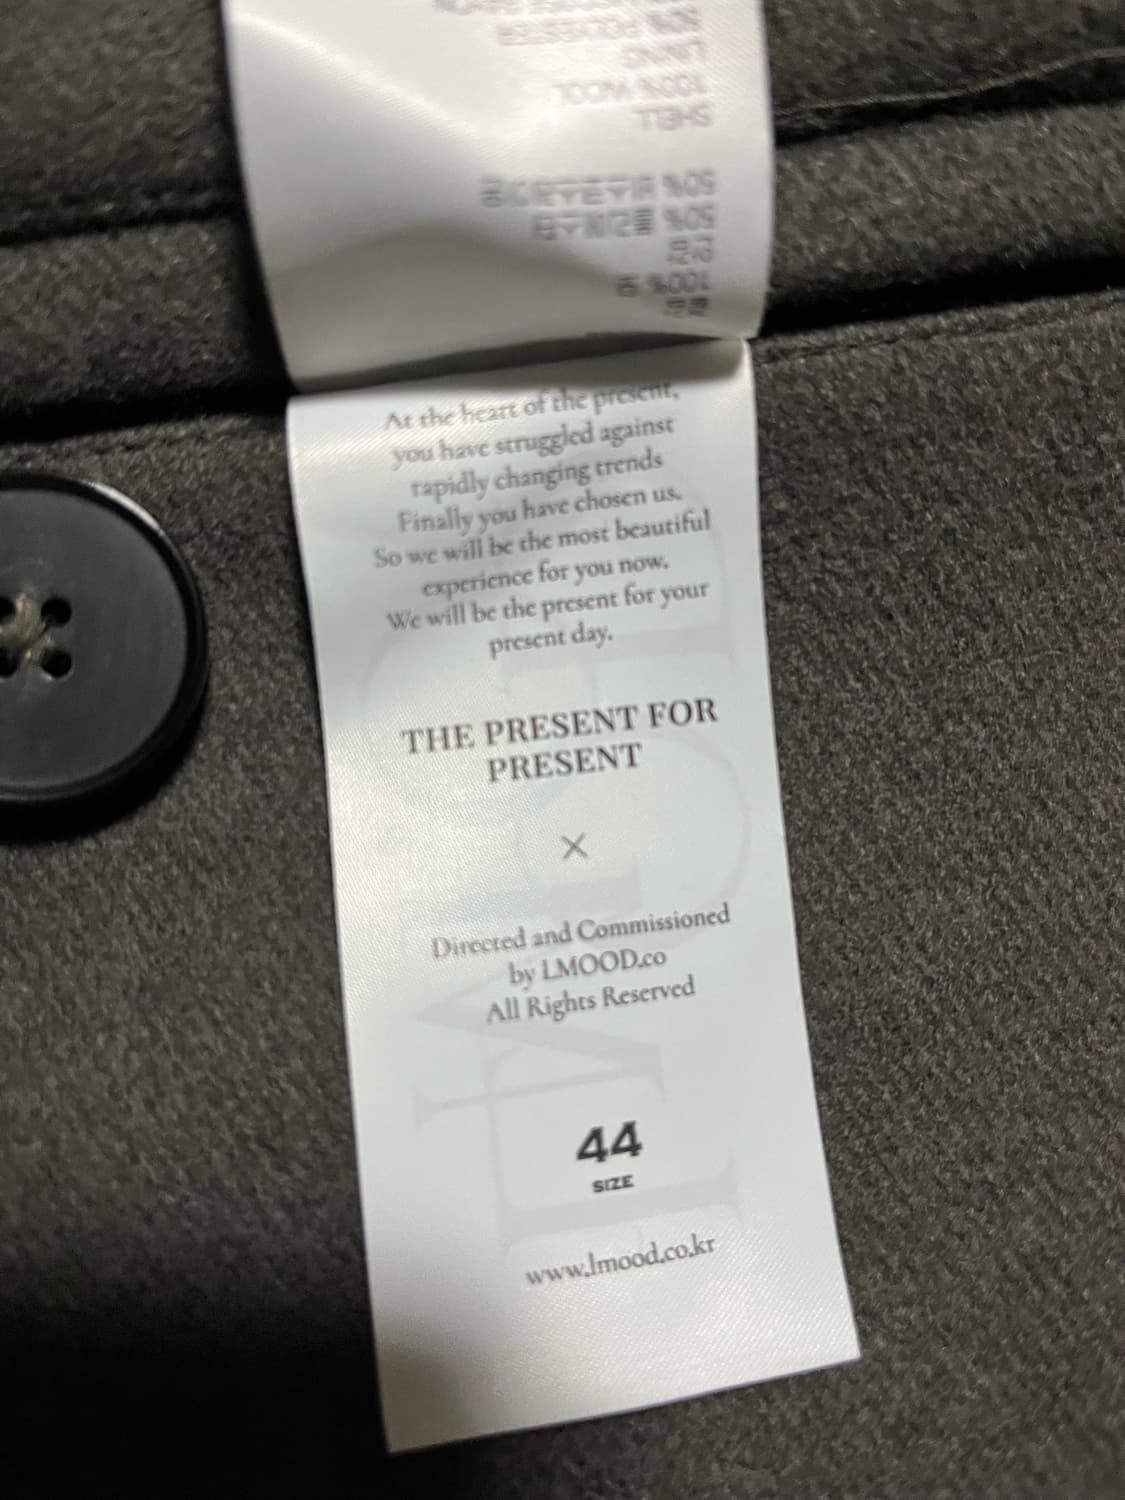 겉감
100% 모
안감
50%
50%
SHELL
100% WOOL
LINING
50% POLYESTER
At the heart of the present,
you have struggled against
rapidly changing trends
Finally you have chosen us.
So we will be the most beautiful
experience for you now.
We will be the present for your
present day.
THE PRESENT FOR
PRESENT
×
Directed and Commissioned
by LMOOD.co
All Rights Reserved
44
SIZE
www.lmood.co.kr